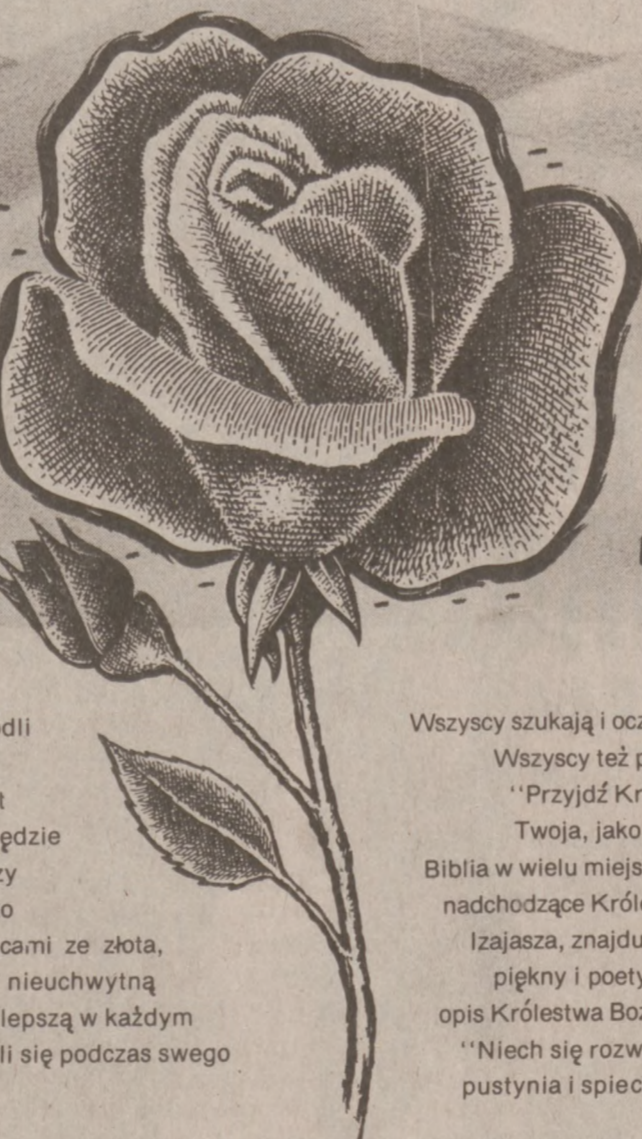 odli
t
ędzie
zy
o
cami ze złota,
nieuchwytną
lepszą w każdym
li się podczas swego
Wszyscy szukają i ocz
Wszyscy też p
‘‘Przyjdź Kr
Twoja, jako
Biblia w wielu miejs
nadchodzące Króle
Izajasza, znajdu
piękny i poety
opis Królestwa Boż
‘‘Niech się rozw
pustynia i spiec